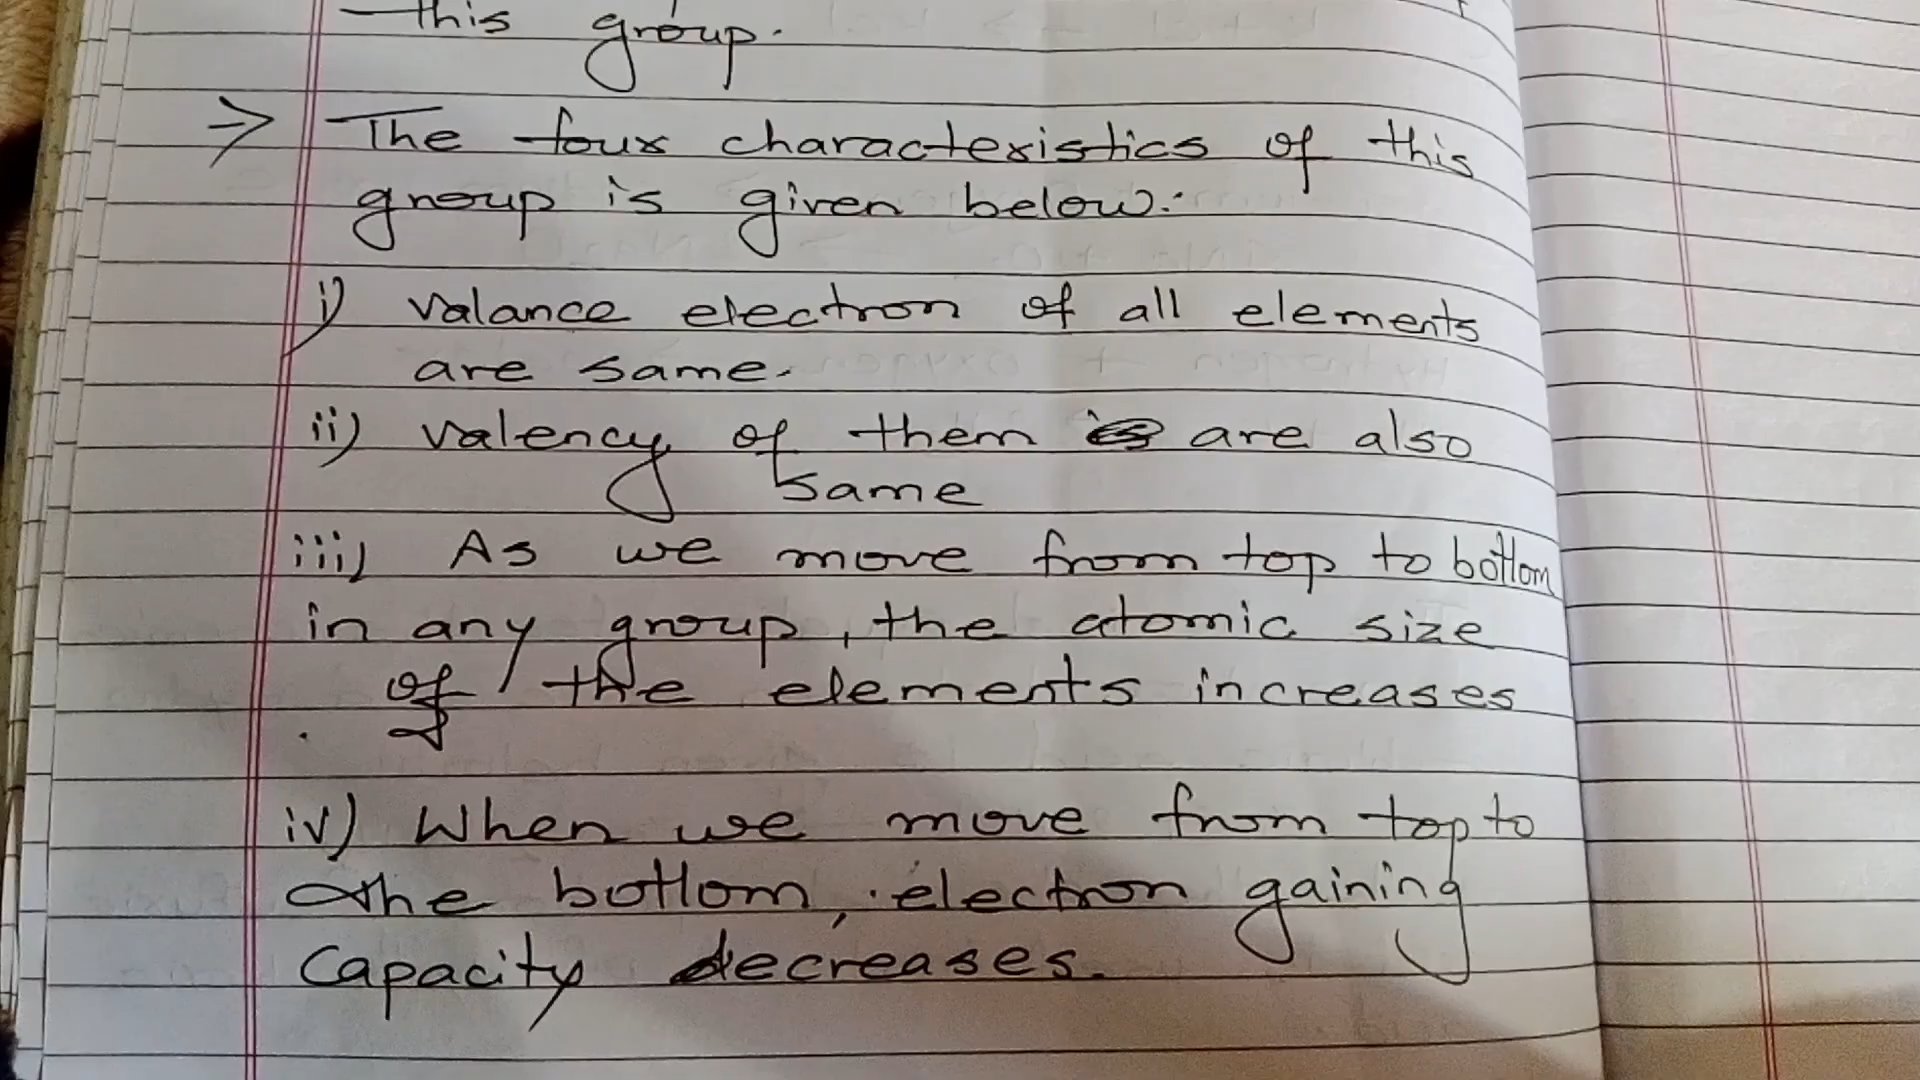 this group.
→ The four characteristics of this
group is given below:-
i) valance electron of all elements
are same.
ii) valency of them are also
same
iii) As we move from top to bottom
in any group, the atomic size
of the elements increases
iv) When we move from top to
the bottom, electron gaining
capacity decreases.